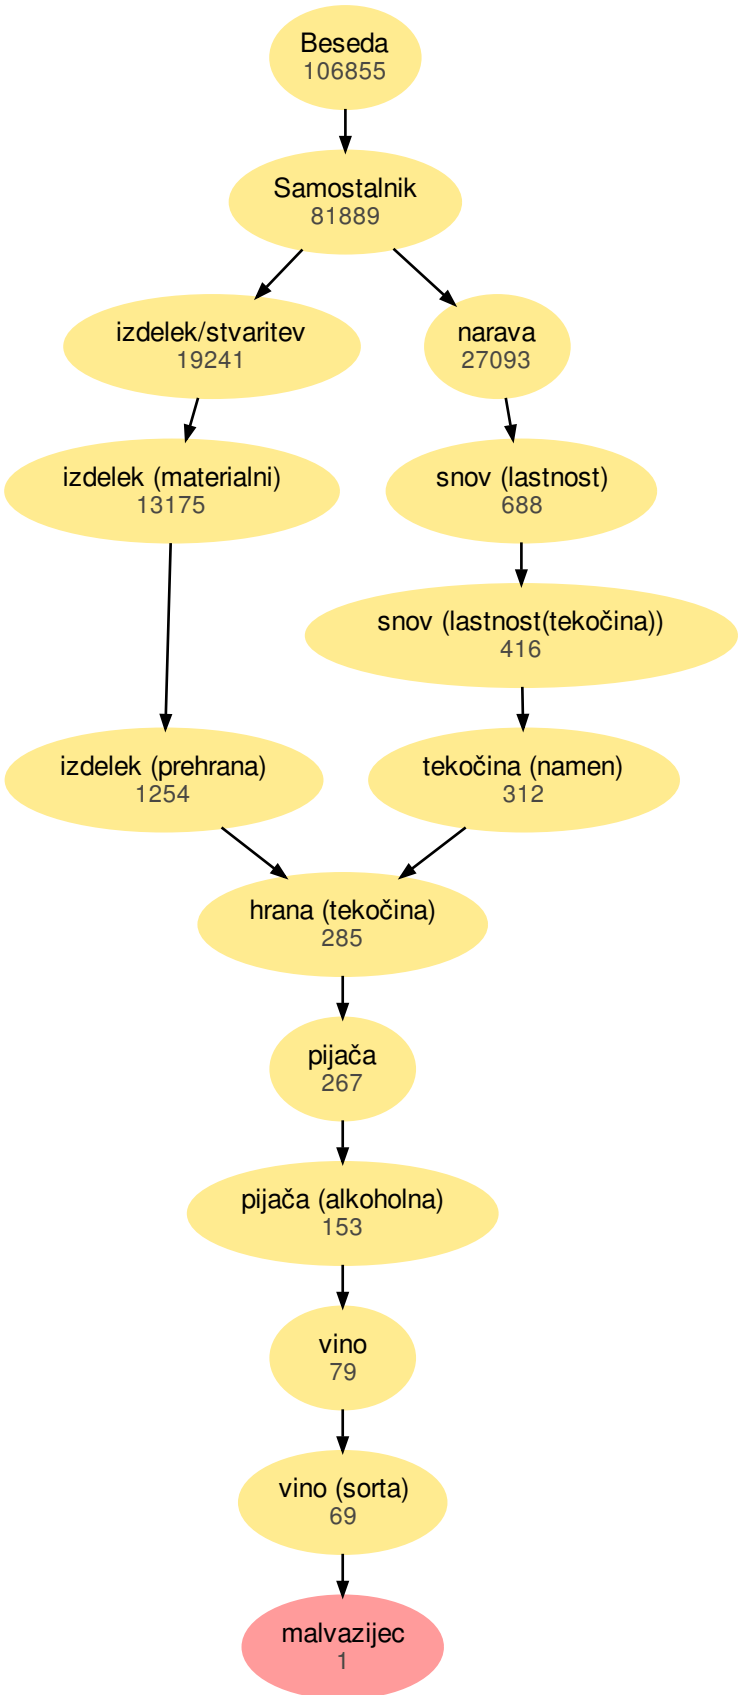 Beseda
106855
Samostalnik
81889
izdelek/stvaritev
19241
narava
27093
izdelek (materialni)
13175
snov (lastnost)
688
snov (lastnost(tekočina))
416
izdelek (prehrana)
1254
tekočina (namen)
312
hrana (tekočina)
285
pijača
267
pijača (alkoholna)
153
vino
79
vino (sorta)
69
malvazijec
1